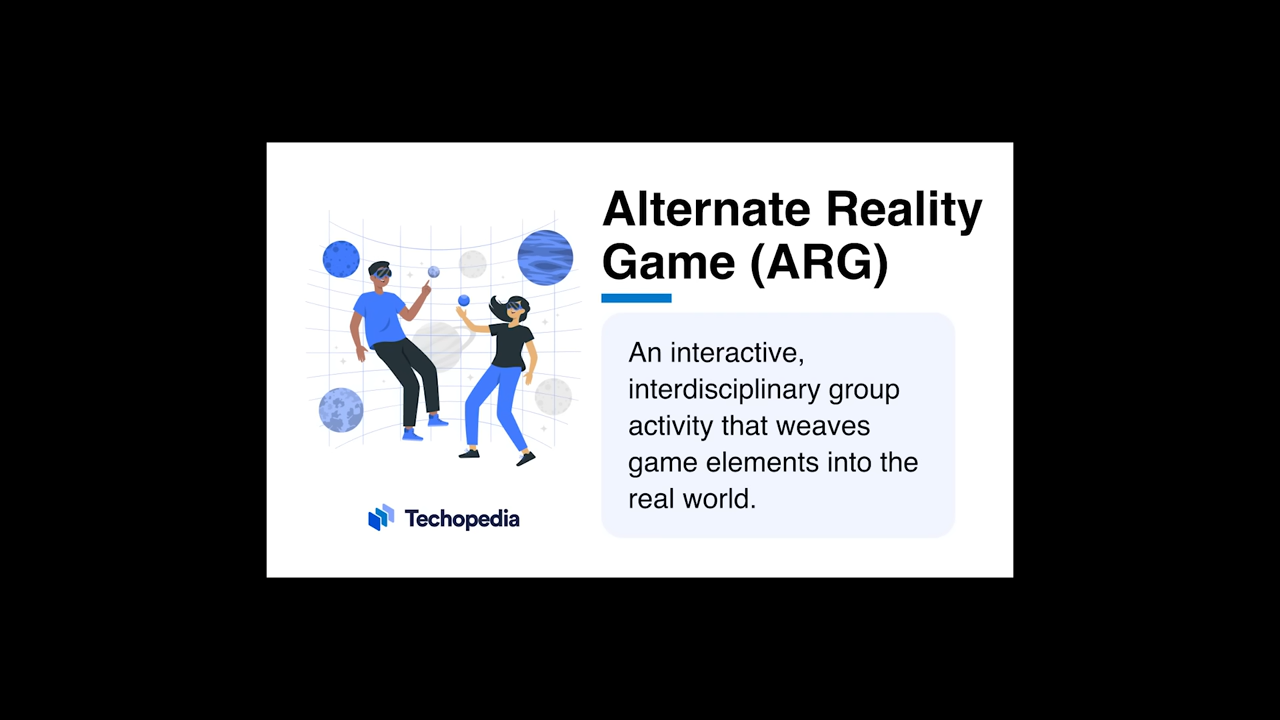 Alternate Reality
Game (ARG)
An interactive,
interdisciplinary group
activity that weaves
game elements into the
real world.
Techopedia